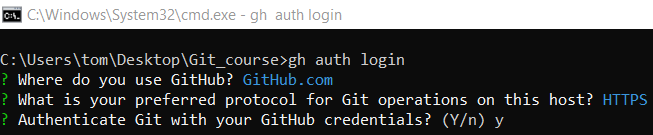 C:\Windows\System32\cmd.exe - gh  auth login
C:\Users\tom\Desktop\Git_course>gh auth login
? Where do you use GitHub? GitHub.com
? What is your preferred protocol for Git operations on this host? HTTPS
? Authenticate Git with your GitHub credentials? (Y/n) y